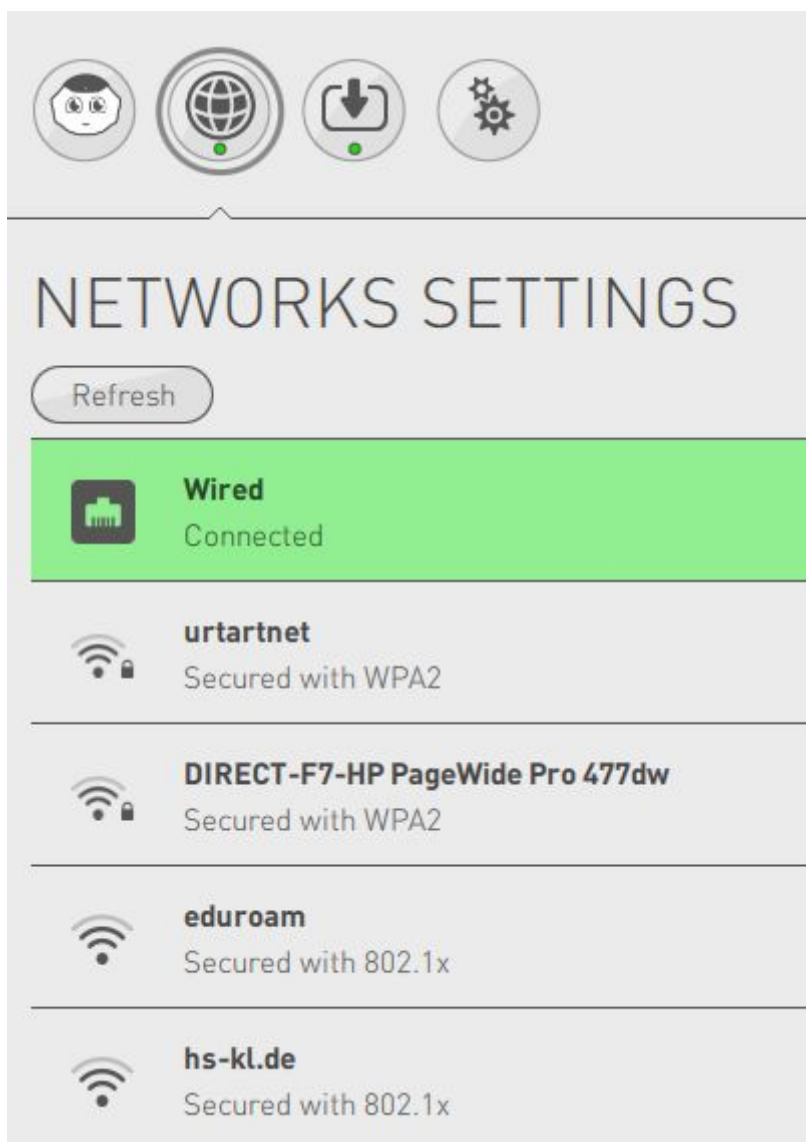 NETWORKS SETTINGS
Refresh
Wired
Connected
urtartnet
Secured with WPA2
DIRECT-F7-HP PageWide Pro 477dw
Secured with WPA2
eduroam
Secured with 802.1x
hs-kl.de
Secured with 802.1x